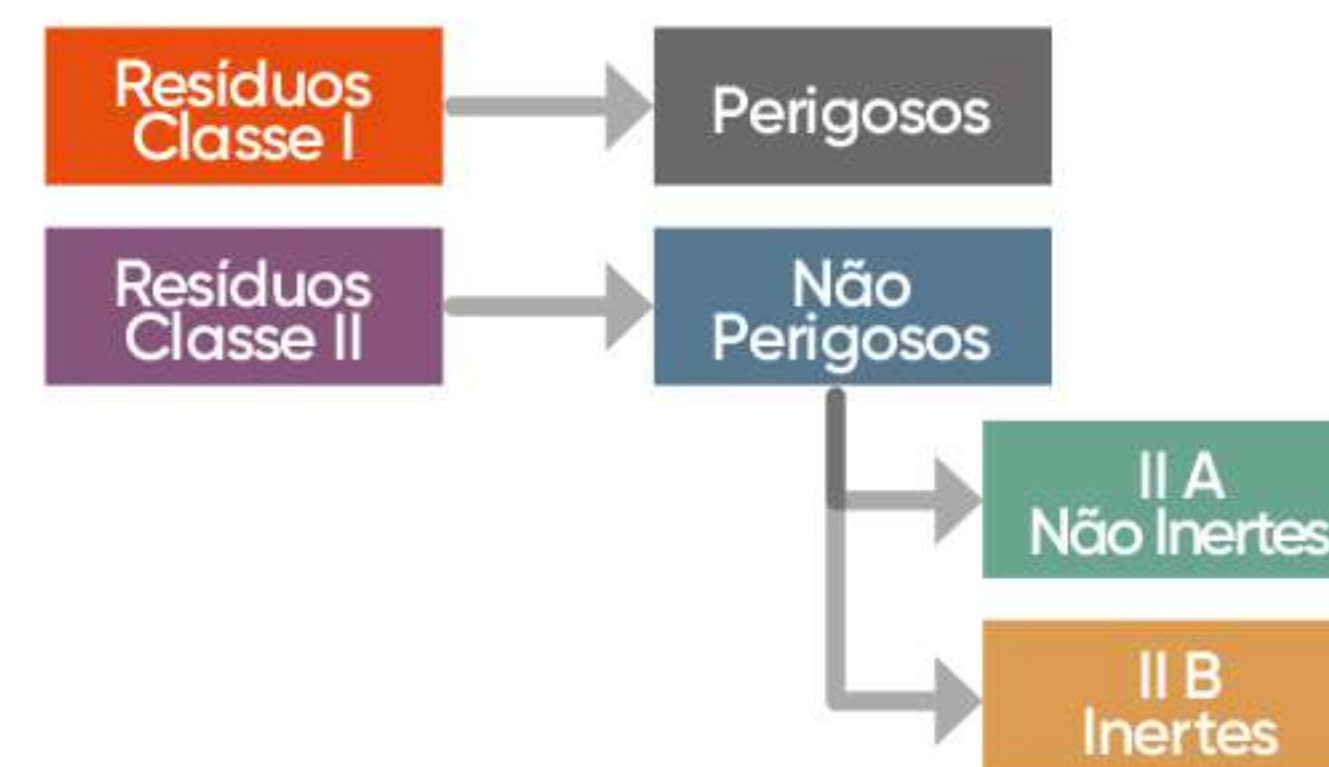 Resíduos
Classe I
Perigosos
Resíduos
Classe II
Não
Perigosos
II A
Não Inertes
II B
Inertes